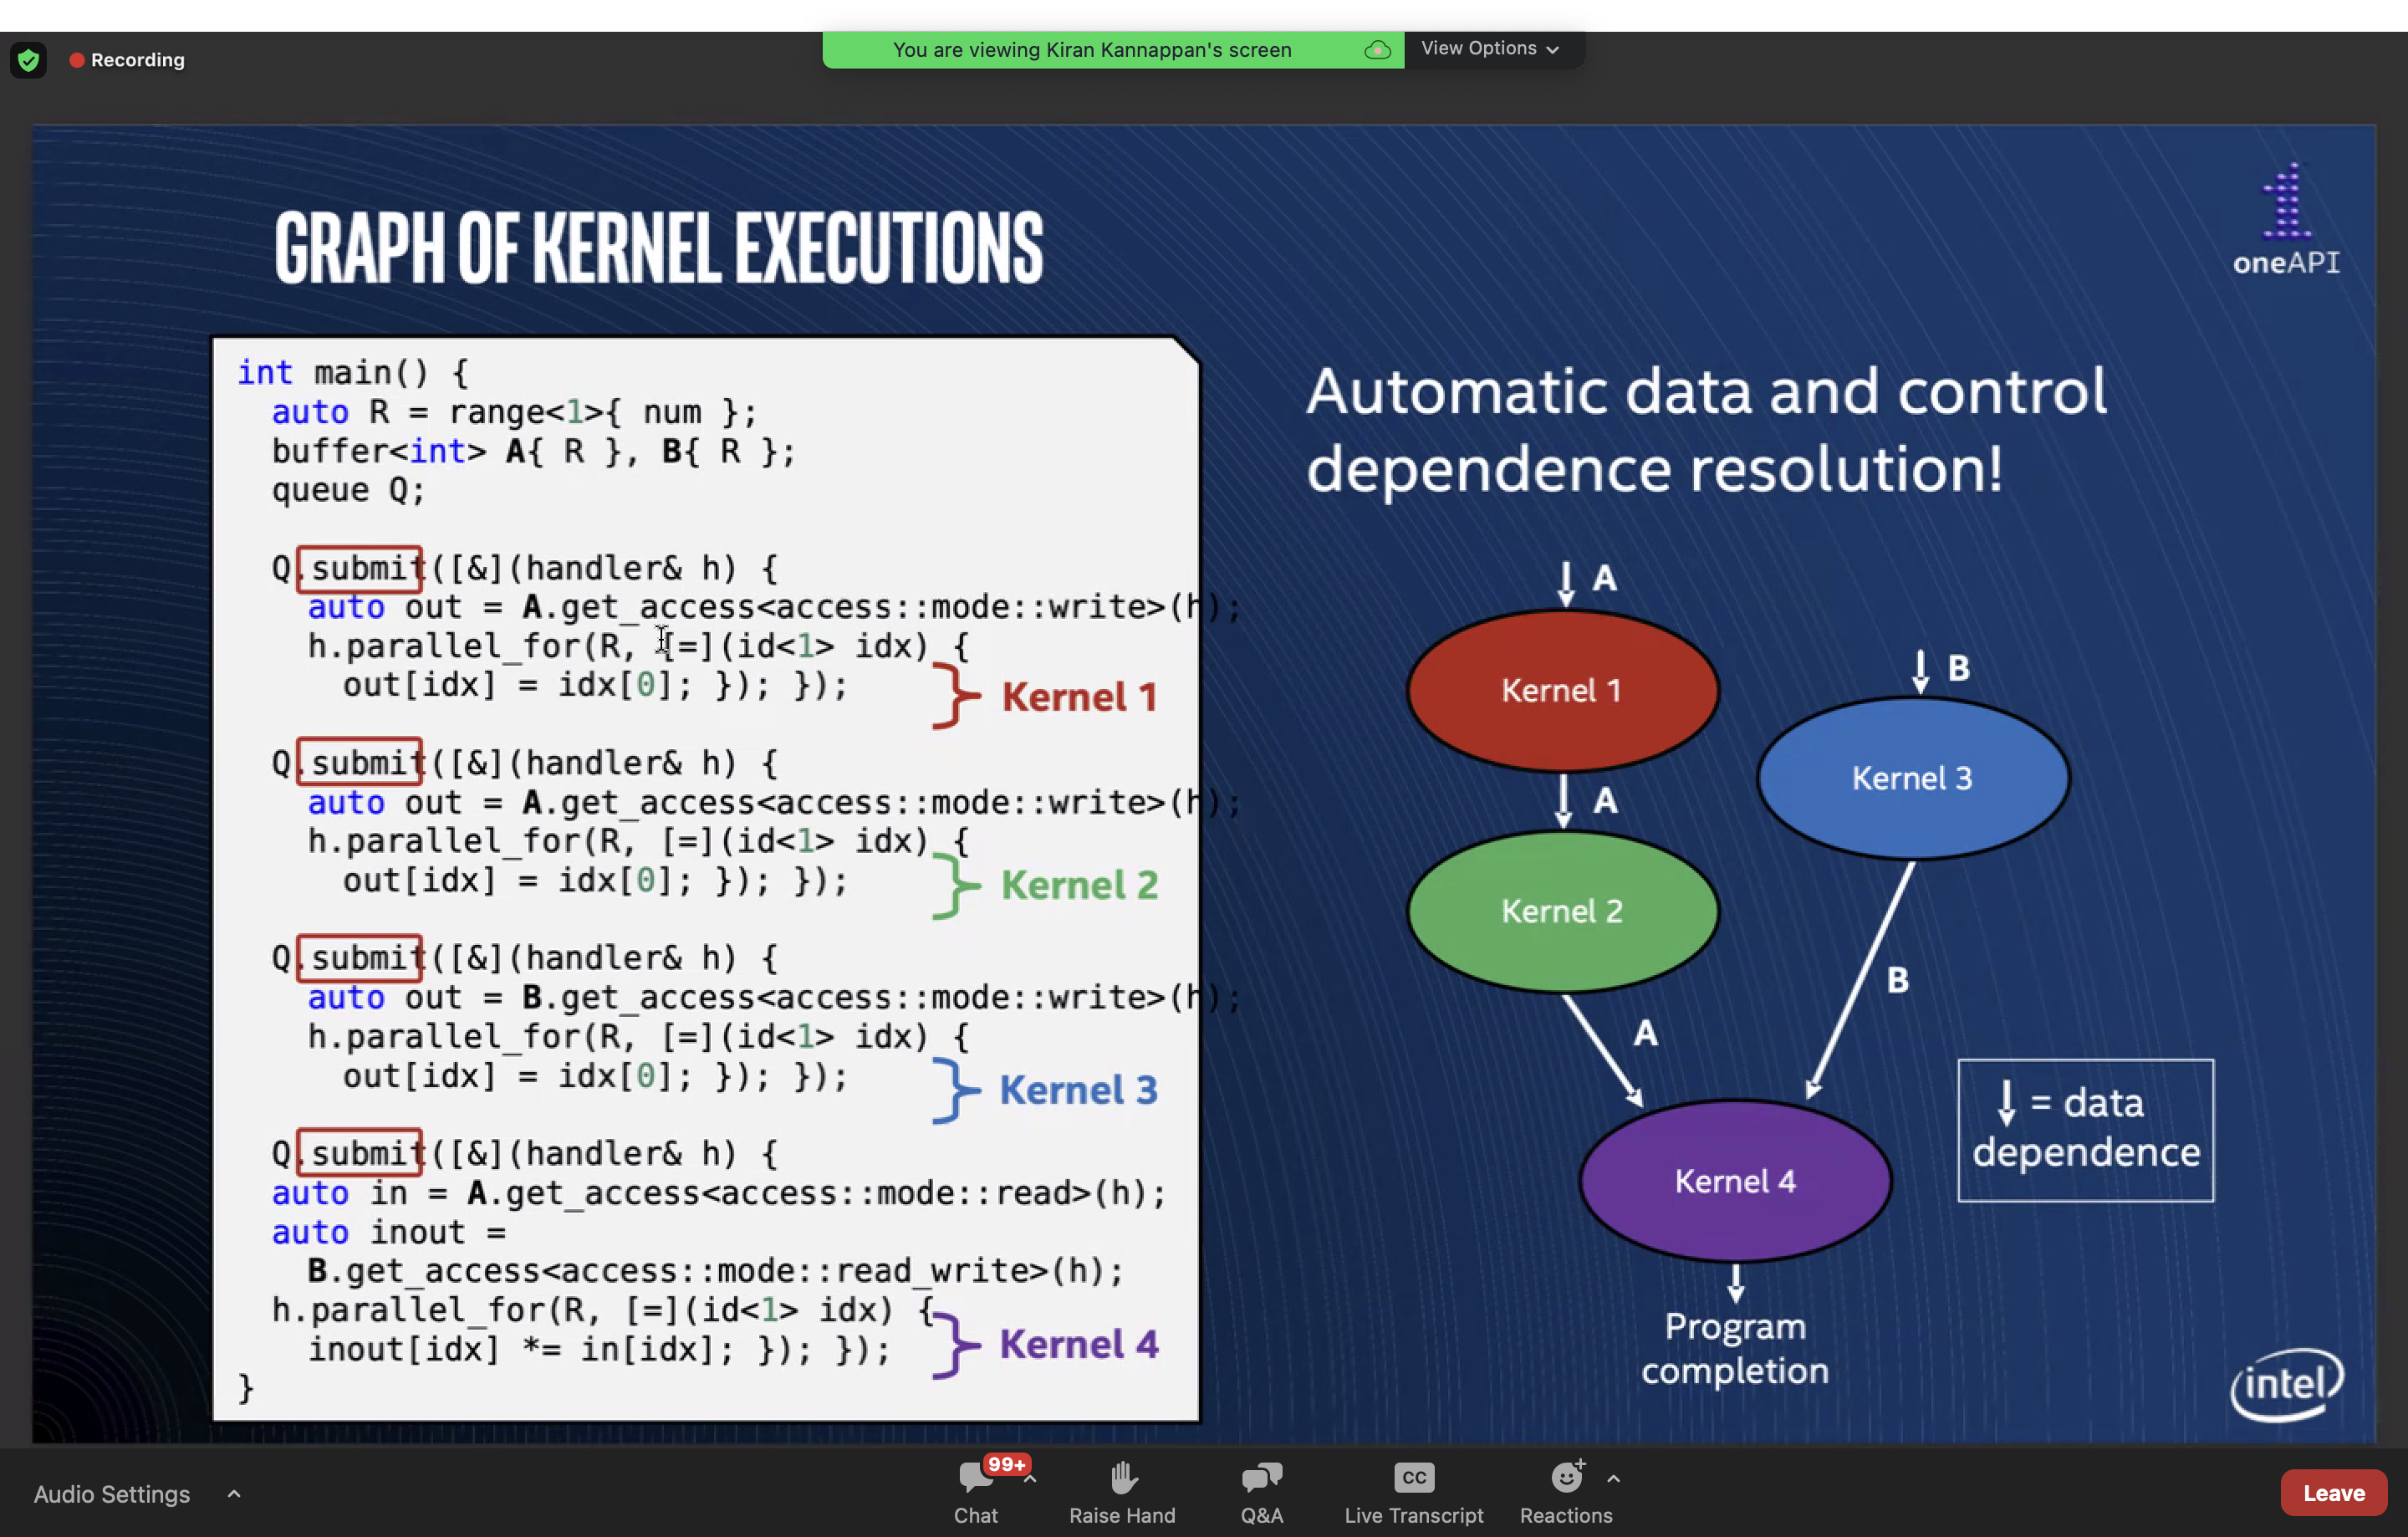 Recording
You are viewing Kiran Kannappan's screen
View Options
GRAPH OF KERNEL EXECUTIONS
oneAPI
int main() {
  auto R = range<1>{ num };
  buffer<int> A{ R }, B{ R };
  queue Q;
  Q.submit([&](handler& h) {
    auto out = A.get_access<access::mode::write>(h);
    h.parallel_for(R, [=](id<1> idx) {
      out[idx] = idx[0]; }); });
Kernel 1
  Q.submit([&](handler& h) {
    auto out = A.get_access<access::mode::write>(h);
    h.parallel_for(R, [=](id<1> idx) {
      out[idx] = idx[0]; }); });
Kernel 2
  Q.submit([&](handler& h) {
    auto out = B.get_access<access::mode::write>(h);
    h.parallel_for(R, [=](id<1> idx) {
      out[idx] = idx[0]; }); });
Kernel 3
  Q.submit([&](handler& h) {
  auto in = A.get_access<access::mode::read>(h);
  auto inout =
    B.get_access<access::mode::read_write>(h);
  h.parallel_for(R, [=](id<1> idx) {
    inout[idx] *= in[idx]; }); });
Kernel 4
}
Automatic data and control
dependence resolution!
A
Kernel 1
B
Kernel 3
A
Kernel 2
B
A
Kernel 4
= data
dependence
Program
completion
intel
Audio Settings
99+
Chat
Raise Hand
Q&A
CC
Live Transcript
Reactions
Leave